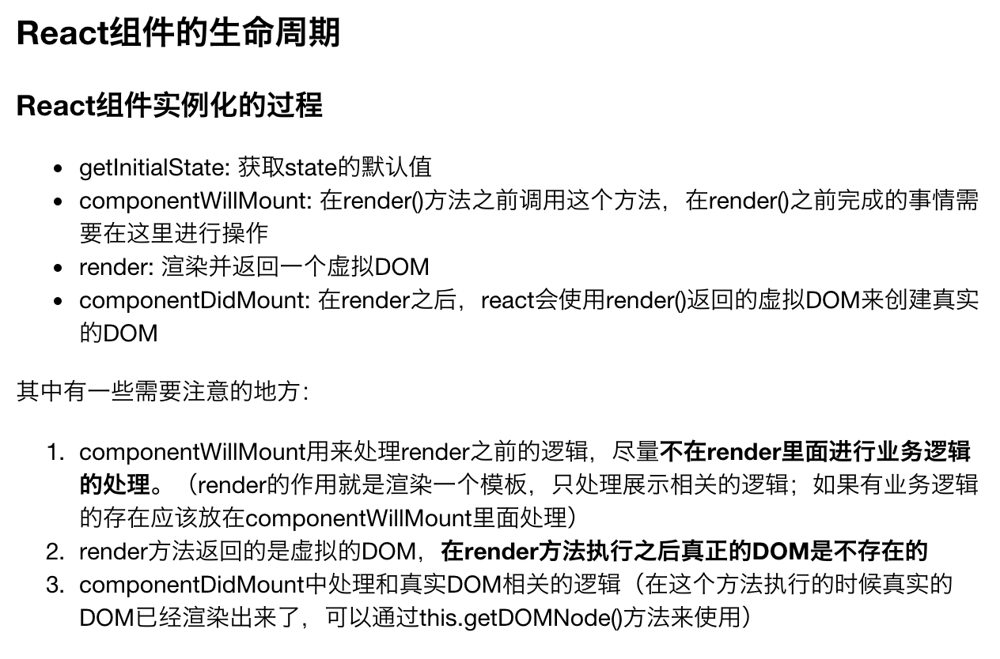 React组件的生命周期
React组件实例化的过程
• getInitialState: 获取state的默认值
• componentWillMount: 在render()方法之前调用这个方法，在render()之前完成的事情需
要在这里进行操作
• render: 渲染并返回一个虚拟DOM
• componentDidMount: 在render之后，react会使用render()返回的虚拟DOM来创建真实
的DOM
其中有一些需要注意的地方：
1. componentWillMount用来处理render之前的逻辑，尽量不在render里面进行业务逻辑
的处理。（render的作用就是渲染一个模板，只处理展示相关的逻辑；如果有业务逻辑
的存在应该放在componentWillMount里面处理）
2. render方法返回的是虚拟的DOM，在render方法执行之后真正的DOM是不存在的
3. componentDidMount中处理和真实DOM相关的逻辑（在这个方法执行的时候真实的
DOM已经渲染出来了，可以通过this.getDOMNode()方法来使用）